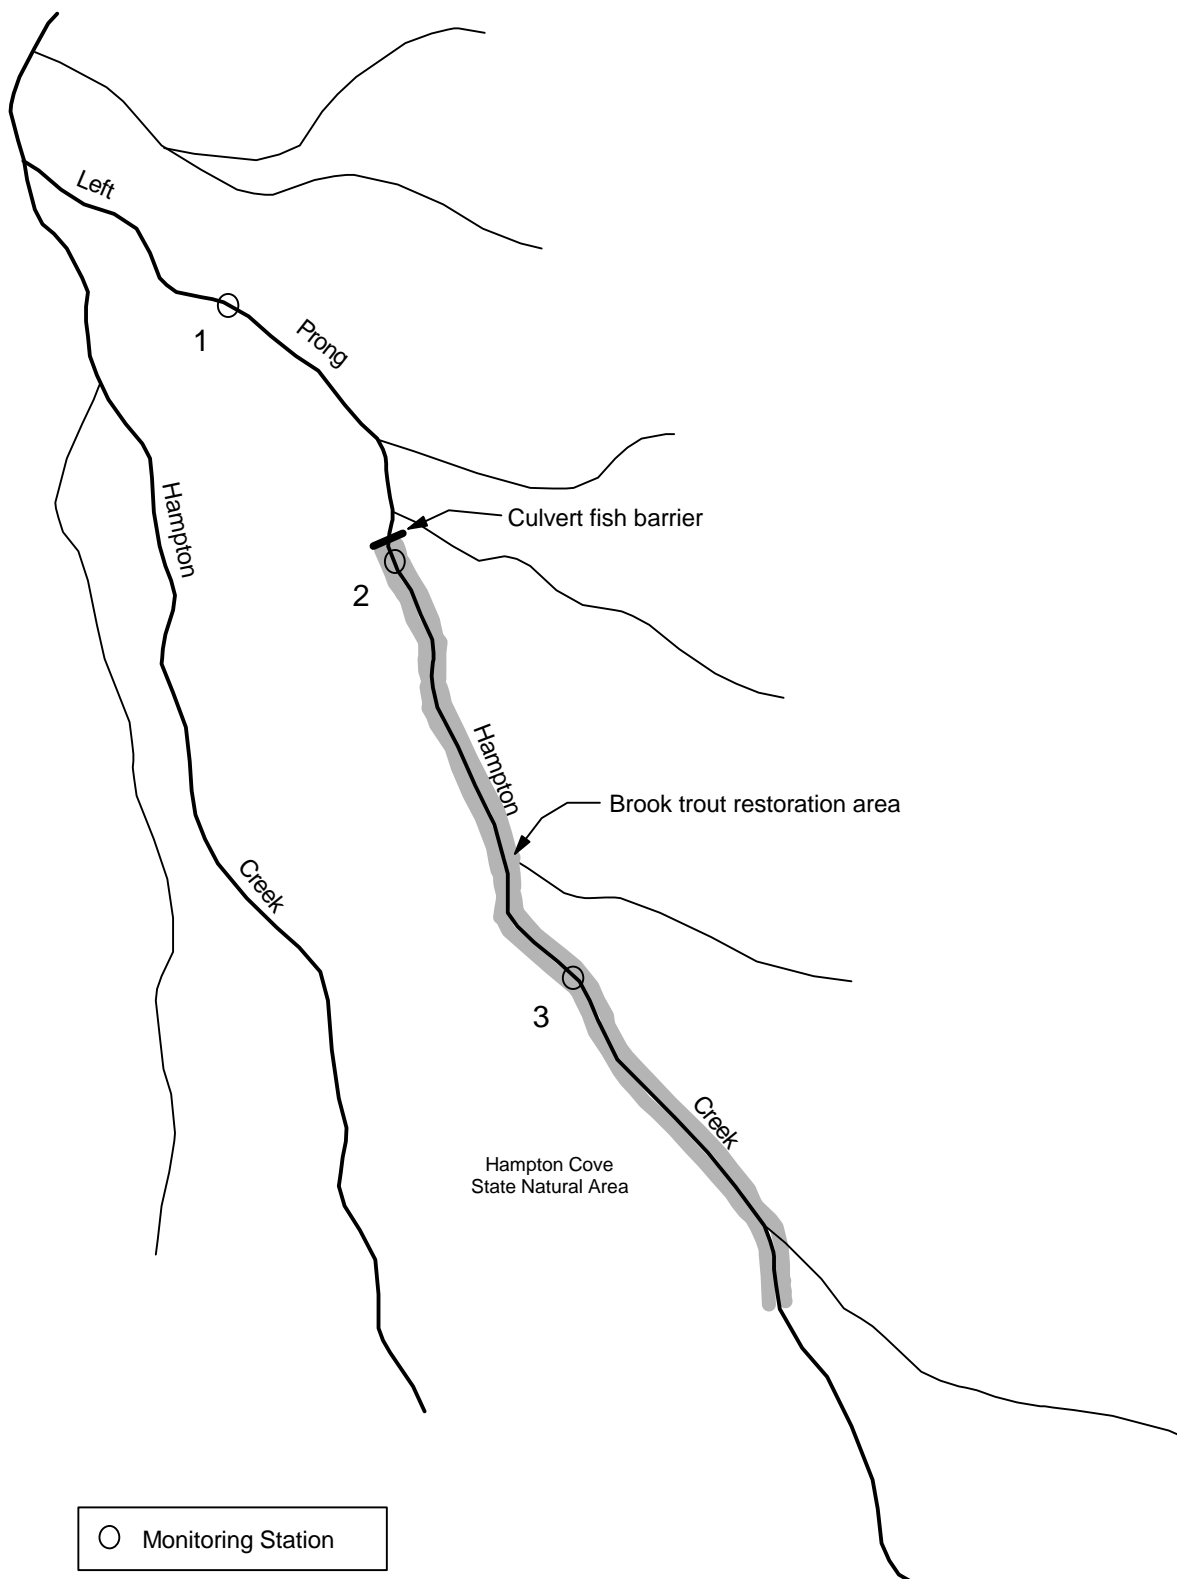 Left
1
Prong
Hampton
Culvert fish barrier
2
Hampton
Brook trout restoration area
Creek
3
Creek
Hampton Cove
State Natural Area
Monitoring Station